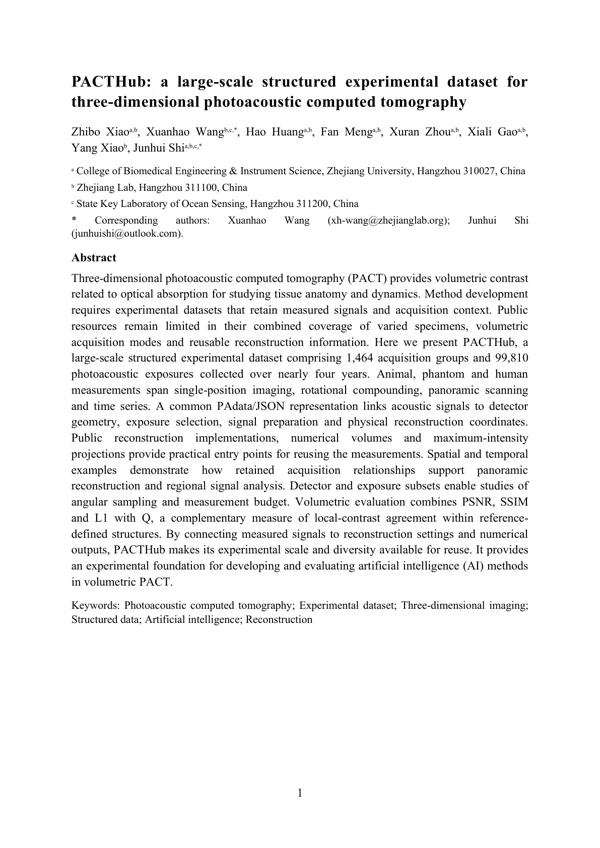 PACTHub: a large-scale structured experimental dataset for
three-dimensional photoacoustic computed tomography
Zhibo Xiaoᵃ,ᵇ, Xuanhao Wangᵇ,ᶜ,*, Hao Huangᵃ,ᵇ, Fan Mengᵃ,ᵇ, Xuran Zhouᵃ,ᵇ, Xiali Gaoᵃ,ᵇ,
Yang Xiaoᵇ, Junhui Shiᵃ,ᵇ,ᶜ,*
ᵃ College of Biomedical Engineering & Instrument Science, Zhejiang University, Hangzhou 310027, China
ᵇ Zhejiang Lab, Hangzhou 311100, China
ᶜ State Key Laboratory of Ocean Sensing, Hangzhou 311200, China
* Corresponding authors: Xuanhao Wang (xh-wang@zhejianglab.org); Junhui Shi
(junhuishi@outlook.com).
Abstract
Three-dimensional photoacoustic computed tomography (PACT) provides volumetric contrast
related to optical absorption for studying tissue anatomy and dynamics. Method development
requires experimental datasets that retain measured signals and acquisition context. Public
resources remain limited in their combined coverage of varied specimens, volumetric
acquisition modes and reusable reconstruction information. Here we present PACTHub, a
large-scale structured experimental dataset comprising 1,464 acquisition groups and 99,810
photoacoustic exposures collected over nearly four years. Animal, phantom and human
measurements span single-position imaging, rotational compounding, panoramic scanning
and time series. A common PAdata/JSON representation links acoustic signals to detector
geometry, exposure selection, signal preparation and physical reconstruction coordinates.
Public reconstruction implementations, numerical volumes and maximum-intensity
projections provide practical entry points for reusing the measurements. Spatial and temporal
examples demonstrate how retained acquisition relationships support panoramic
reconstruction and regional signal analysis. Detector and exposure subsets enable studies of
angular sampling and measurement budget. Volumetric evaluation combines PSNR, SSIM
and L1 with Q, a complementary measure of local-contrast agreement within reference-
defined structures. By connecting measured signals to reconstruction settings and numerical
outputs, PACTHub makes its experimental scale and diversity available for reuse. It provides
an experimental foundation for developing and evaluating artificial intelligence (AI) methods
in volumetric PACT.
Keywords: Photoacoustic computed tomography; Experimental dataset; Three-dimensional imaging;
Structured data; Artificial intelligence; Reconstruction
1